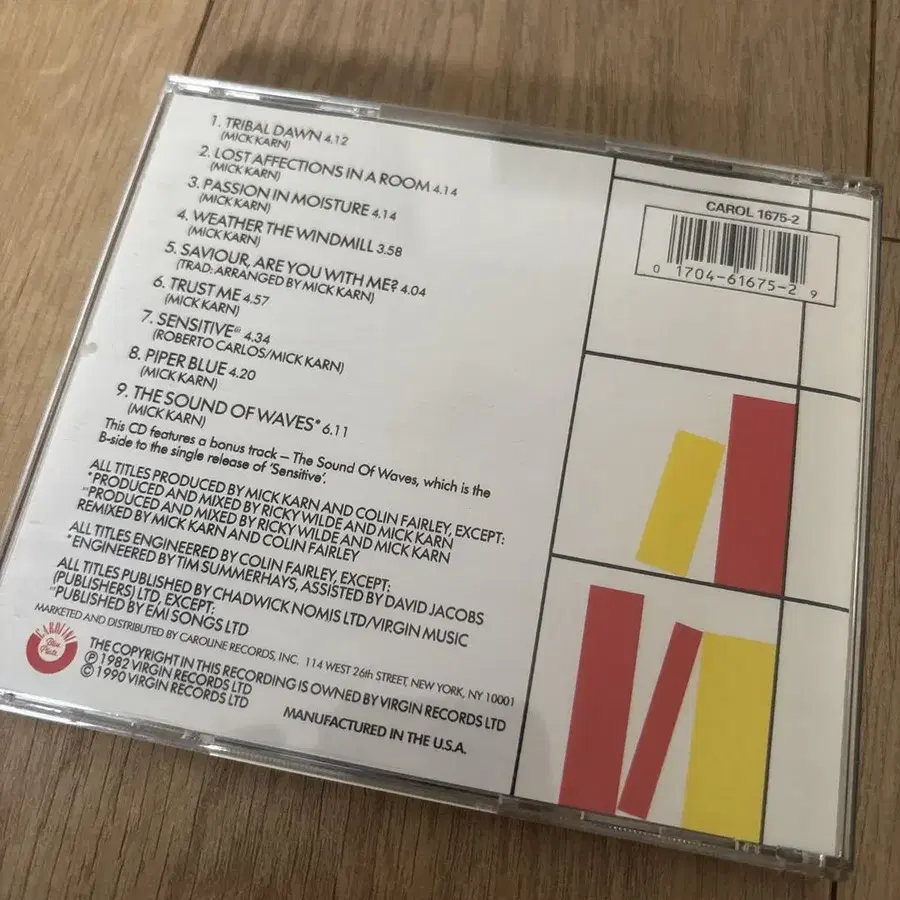 1. TRIBAL DAWN 4.12
(MICK KARN)
2. LOST AFFECTIONS IN A ROOM 4.14
(MICK KARN)
3. PASSION IN MOISTURE 4.14
(MICK KARN)
4. WEATHER THE WINDMILL 3.58
(MICK KARN)
5. SAVIOUR, ARE YOU WITH ME? 4.04
(TRAD: ARRANGED BY MICK KARN)
6. TRUST ME 4.57
(MICK KARN)
7. SENSITIVE 4.34
(ROBERTO CARLOS/MICK KARN)
8. PIPER BLUE 4.20
(MICK KARN)
9. THE SOUND OF WAVES* 6.11
(MICK KARN)
This CD features a bonus track – The Sound Of Waves, which is the
B-side to the single release of 'Sensitive'.
ALL TITLES PRODUCED BY MICK KARN AND COLIN FAIRLEY, EXCEPT:
*PRODUCED AND MIXED BY RICKY WILDE AND MICK KARN
PRODUCED AND MIXED BY RICKY WILDE AND MICK KARN
REMIXED BY MICK KARN AND COLIN FAIRLEY
ALL TITLES ENGINEERED BY COLIN FAIRLEY, EXCEPT:
*ENGINEERED BY TIM SUMMERHAYS, ASSISTED BY DAVID JACOBS
ALL TITLES PUBLISHED BY CHADWICK NOMIS LTD/VIRGIN MUSIC
(PUBLISHERS) LTD, EXCEPT:
PUBLISHED BY EMI SONGS LTD
MARKETED AND DISTRIBUTED BY CAROLINE RECORDS, INC. 114 WEST 26th STREET, NEW YORK, NY 10001
CAROLINE
Blue
Plate
THE COPYRIGHT IN THIS RECORDING IS OWNED BY VIRGIN RECORDS LTD
℗ 1982 VIRGIN RECORDS LTD
© 1990 VIRGIN RECORDS LTD
MANUFACTURED IN THE U.S.A.
CAROL 1675-2
0 1704-61675-2 9